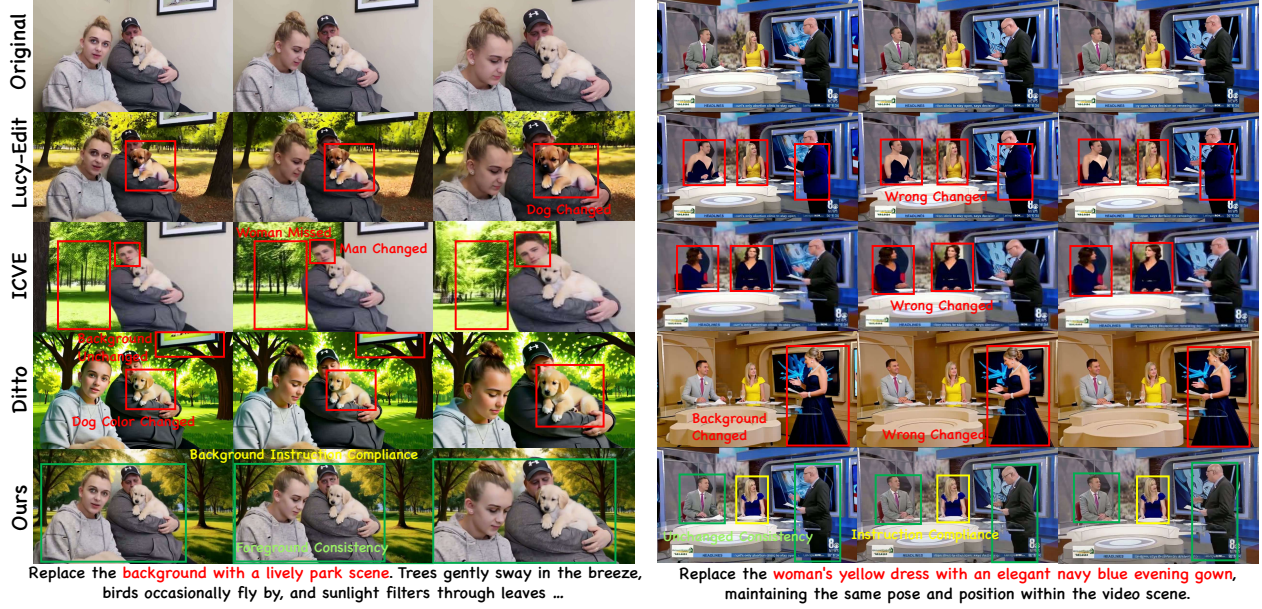 Original
Lucy-Edit
Dog Changed
Wrong Changed
ICVE
Woman Missed
Man Changed
Wrong Changed
Ditto
Background
Unchanged
Dog Color Changed
Background
Changed
Wrong Changed
Ours
Background Instruction Compliance
Foreground Consistency
Unchanged Consistency
Instruction Compliance
HEADLINES
8
Replace the background with a lively park scene. Trees gently sway in the breeze,
birds occasionally fly by, and sunlight filters through leaves ...
Replace the woman's yellow dress with an elegant navy blue evening gown,
maintaining the same pose and position within the video scene.